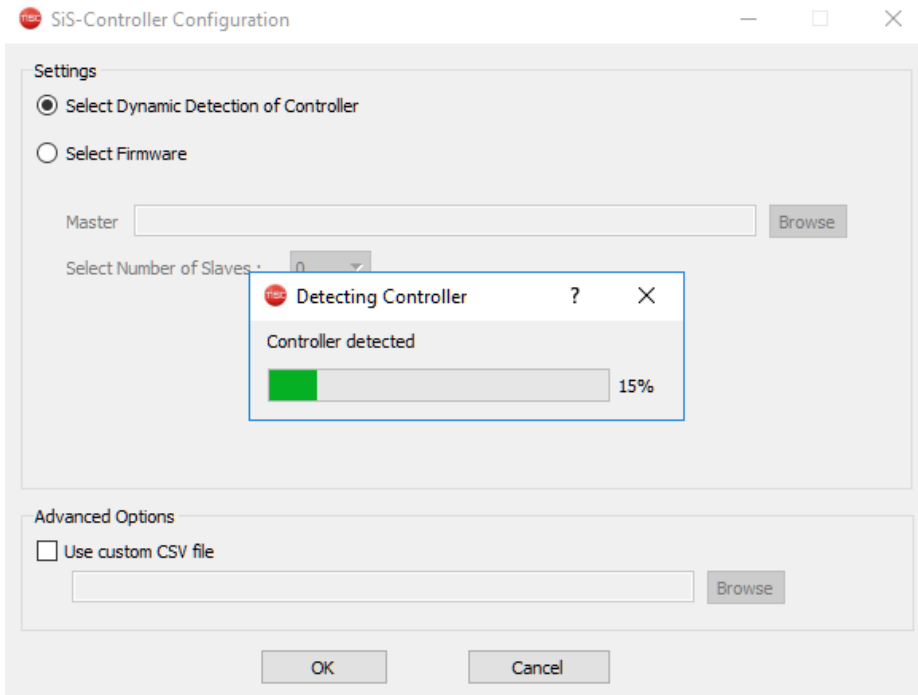 SiS-Controller Configuration
Settings
Select Dynamic Detection of Controller
Select Firmware
Master
Browse
Select Number of Slaves :
0
Detecting Controller
?
Controller detected
15%
Advanced Options
Use custom CSV file
Browse
OK
Cancel